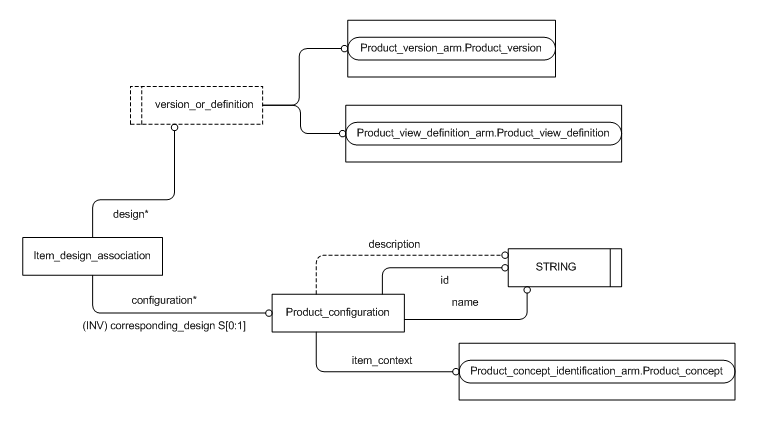 Product_version_arm.Product_version
version_or_definition
Product_view_definition_arm.Product_view_definition
design*
Item_design_association
description
STRING
id
configuration*
name
Product_configuration
(INV) corresponding_design S[0:1]
item_context
Product_concept_identification_arm.Product_concept